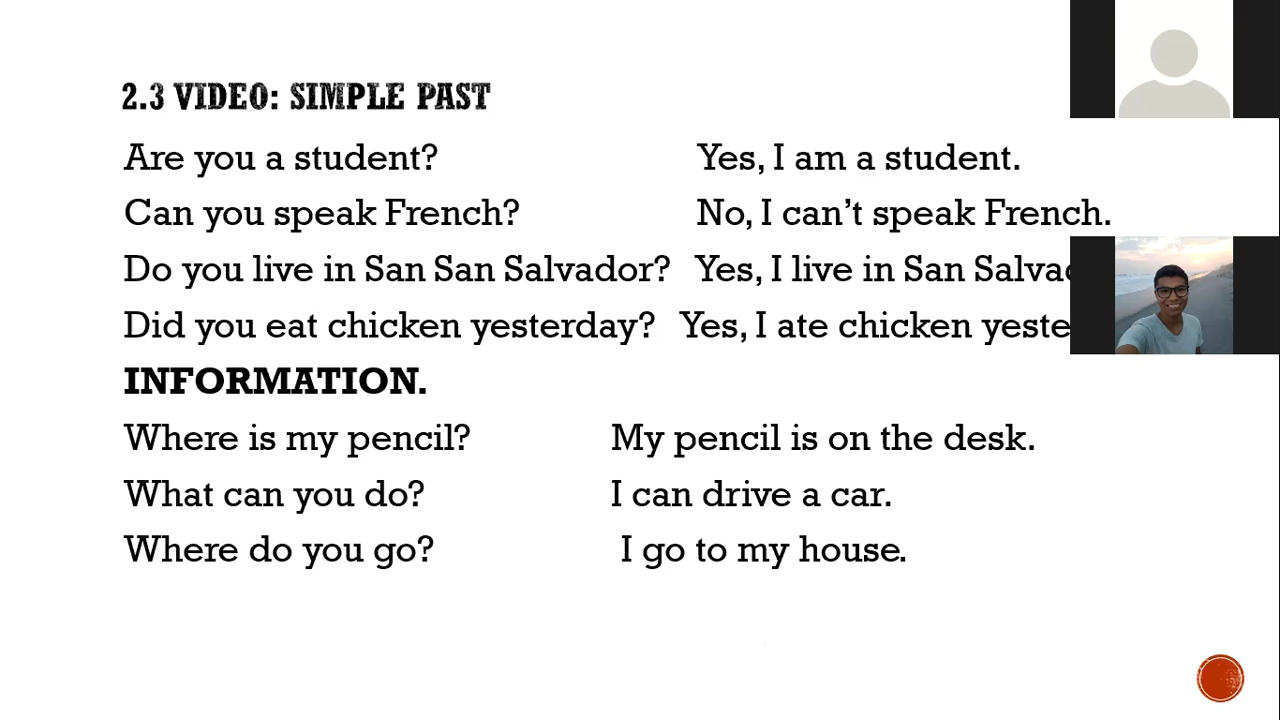 2.3 VIDEO: SIMPLE PAST
Are you a student? Yes, I am a student.
Can you speak French? No, I can’t speak French.
Do you live in San San Salvador? Yes, I live in San
Did you eat chicken yesterday? Yes, I ate chicken
INFORMATION.
Where is my pencil? My pencil is on the desk.
What can you do? I can drive a car.
Where do you go? I go to my house.